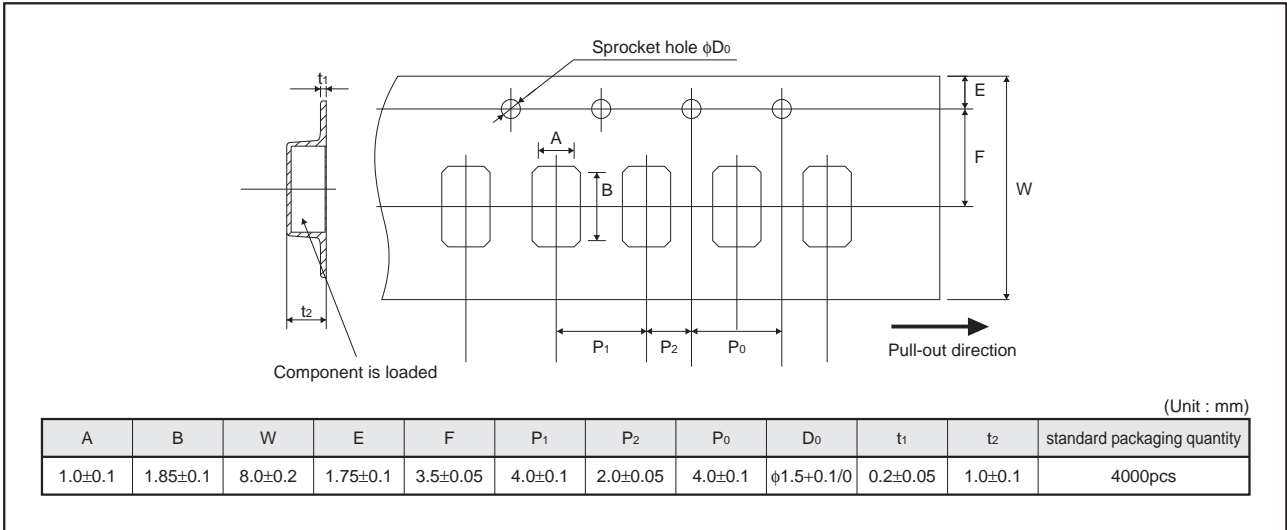 Sprocket hole φD0
t1
E
A
F
B
W
t2
P1 P2 P0
Pull-out direction
Component is loaded
(Unit : mm)
A B W E F P1 P2 P0 D0 t1 t2 standard packaging quantity
1.0±0.1 1.85±0.1 8.0±0.2 1.75±0.1 3.5±0.05 4.0±0.1 2.0±0.05 4.0±0.1 φ1.5+0.1/0 0.2±0.05 1.0±0.1 4000pcs